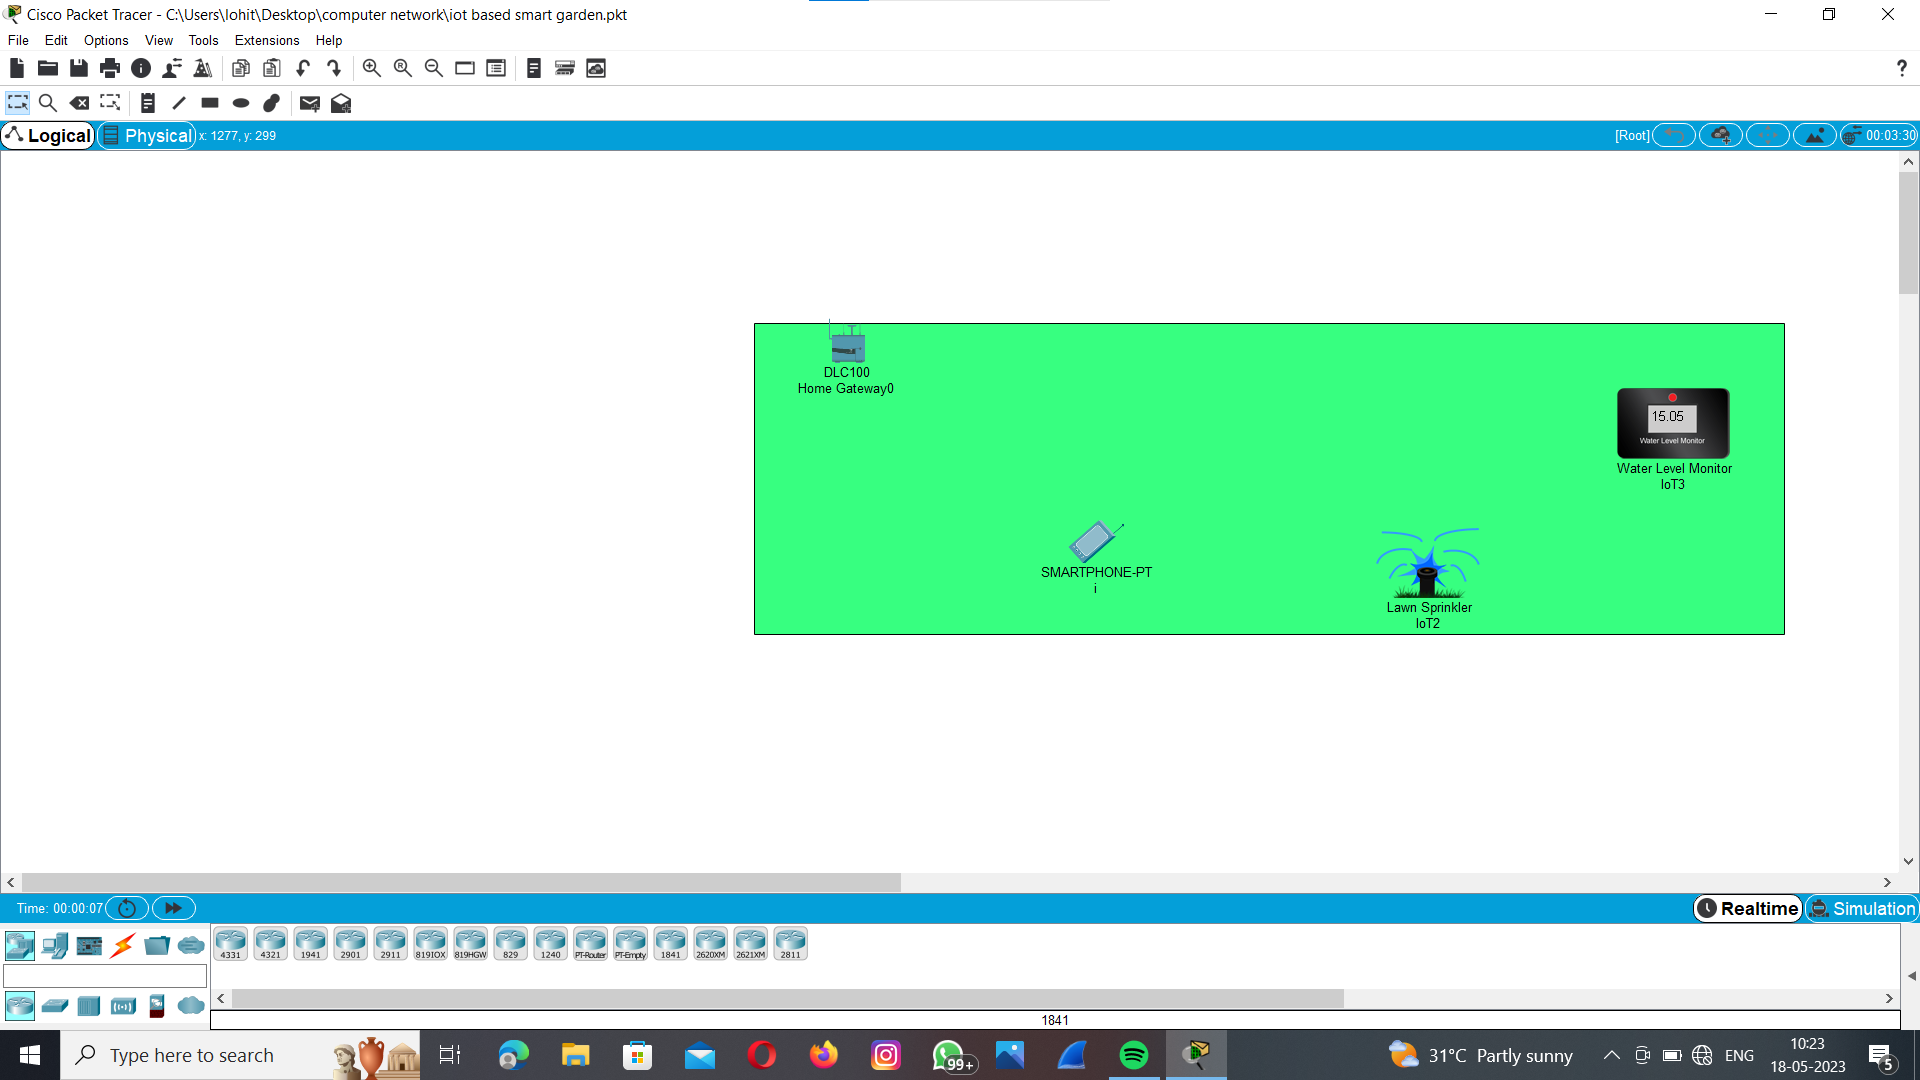 Cisco Packet Tracer - C:\Users\lohit\Desktop\computer network\iot based smart garden.pkt
File Edit Options View Tools Extensions Help
?
Logical Physical x: 1277, y: 299 [Root] 00:03:30
DLC100
Home Gateway0
15.05
Water Level Monitor
Water Level Monitor
IoT3
SMARTPHONE-PT
i
Lawn Sprinkler
IoT2
Time: 00:00:07 Realtime Simulation
4331 4321 1941 2901 2911 819IOX 819HGW 829 1240 PT-Router PT-Empty 1841 2620XM 2621XM 2811
1841
Type here to search 99+ 31°C Partly sunny ENG 10:23
18-05-2023 5